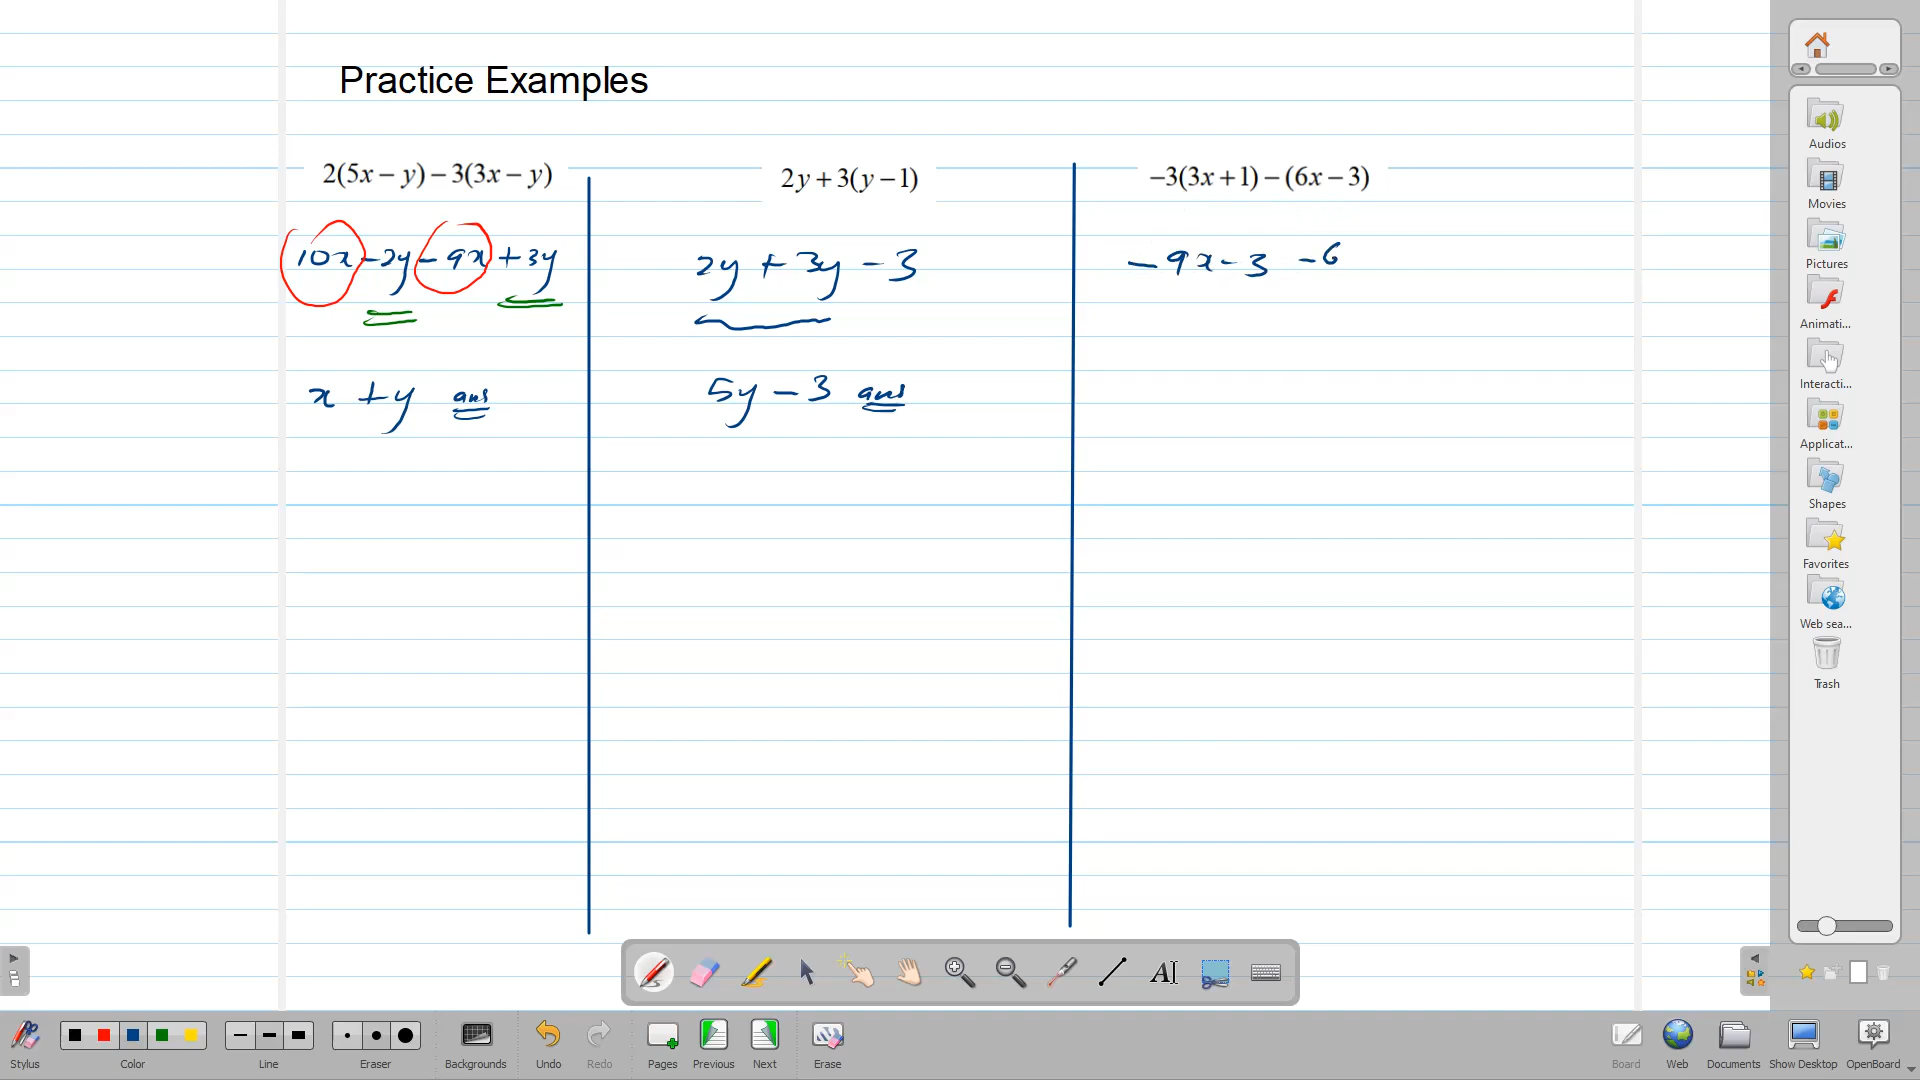 Practice Examples
2(5x − y) − 3(3x − y)
10x − 2y − 9x + 3y
x + y ans
2y + 3(y − 1)
2y + 3y − 3
5y − 3 ans
−3(3x + 1) − (6x − 3)
− 9x − 3 − 6
Audios
Movies
Pictures
Animati...
Interacti...
Applicat...
Shapes
Favorites
Web sea...
Trash
AI
Stylus
Color
Line
Eraser
Backgrounds
Undo
Redo
Pages
Previous
Next
Erase
Board
Web
Documents
Show Desktop
OpenBoard